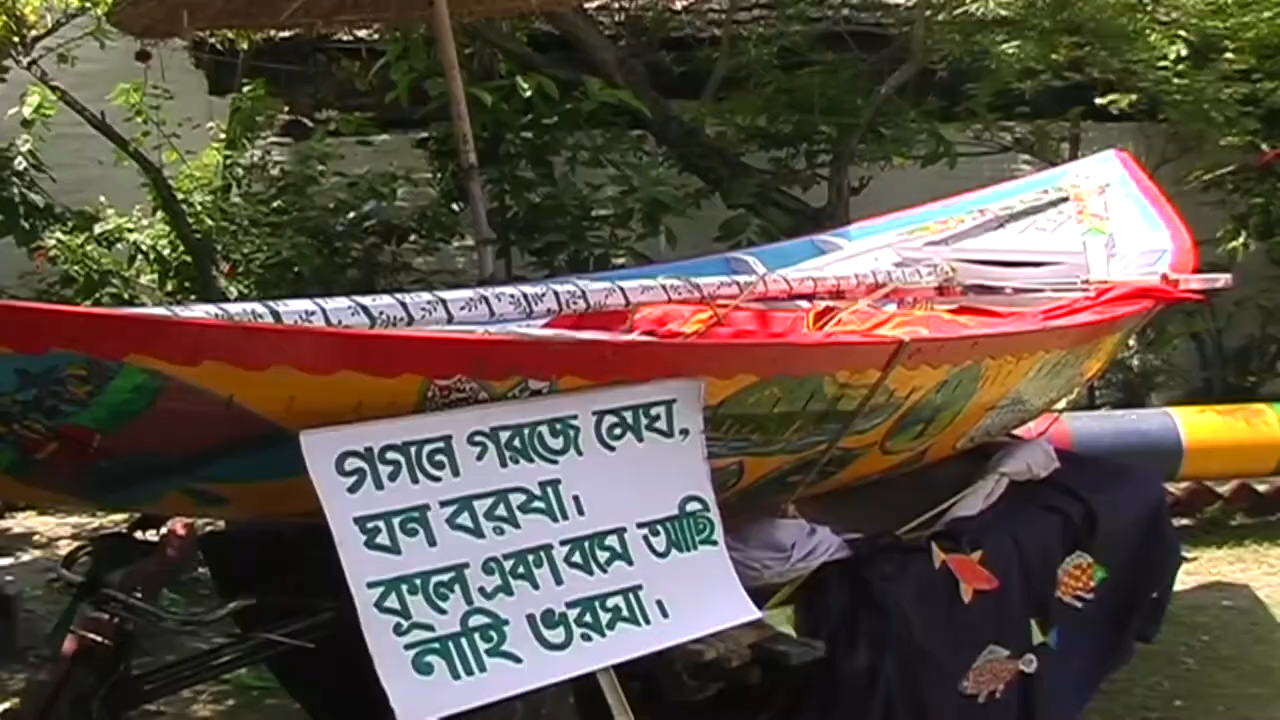 গগনে গরজে মেঘ,
ঘন বরষা।
কূলে একা বসে আছি
নাহি ভরসা।